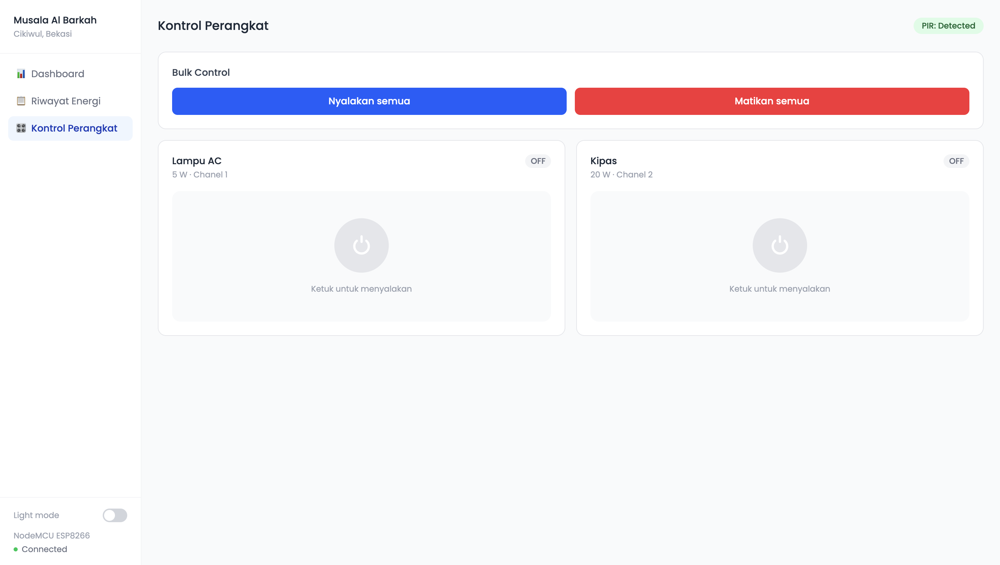 Musala Al Barkah
Cikiwul, Bekasi
Dashboard
Riwayat Energi
Kontrol Perangkat
Light mode
NodeMCU ESP8266
Connected
Kontrol Perangkat
PIR: Detected
Bulk Control
Nyalakan semua
Matikan semua
Lampu AC
OFF
5 W · Chanel 1
Ketuk untuk menyalakan
Kipas
OFF
20 W · Chanel 2
Ketuk untuk menyalakan